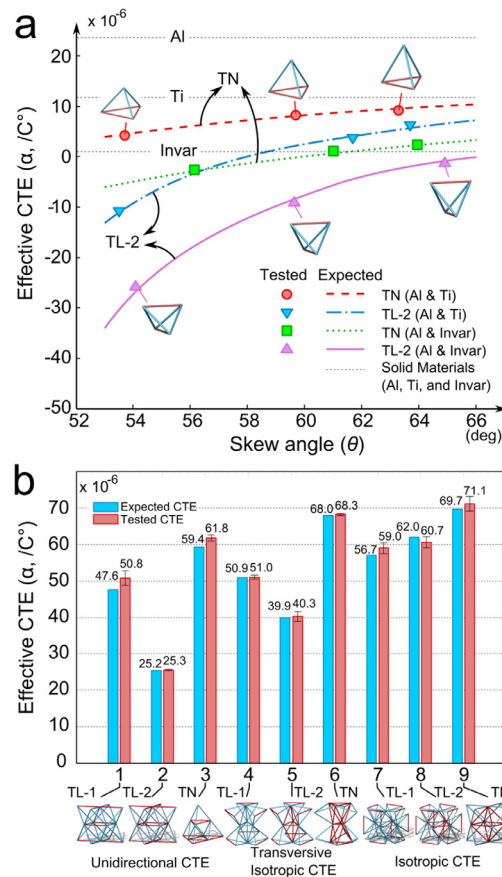 a
x 10⁻⁶
Effective CTE (α, /C°)
20
10
0
-10
-20
-30
-40
-50
Al
Ti
TN
Invar
TL-2
Tested Expected
TN (Al & Ti)
TL-2 (Al & Ti)
TN (Al & Invar)
TL-2 (Al & Invar)
Solid Materials
(Al, Ti, and Invar)
52 54 56 58 60 62 64 66
(deg)
Skew angle (θ)
b
x 10⁻⁶
Effective CTE (α, /C°)
70
60
50
40
30
20
10
0
Expected CTE
Tested CTE
47.6 50.8
25.2 25.3
59.4 61.8
50.9 51.0
39.9 40.3
68.0 68.3
56.7 59.0
62.0 60.7
69.7 71.1
1 2 3 4 5 6 7 8 9
TL-1 TL-2 TN TL-1 TL-2 TN TL-1 TL-2
Unidirectional CTE
Transversive
Isotropic CTE
Isotropic CTE